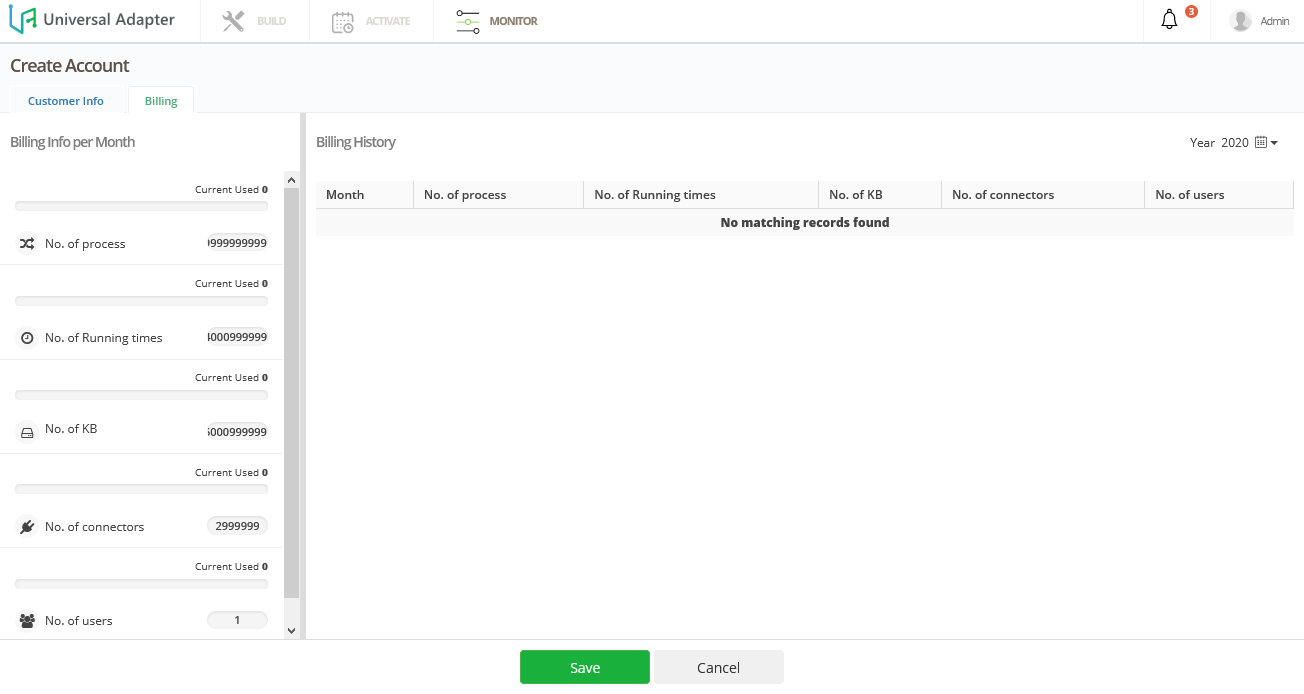 Universal Adapter
BUILD
ACTIVATE
MONITOR
3
Admin
Create Account
Customer Info
Billing
Billing Info per Month
Current Used 0
No. of process
9999999999
Current Used 0
No. of Running times
000999999
Current Used 0
No. of KB
000999999
Current Used 0
No. of connectors
2999999
Current Used 0
No. of users
1
Billing History
Year 2020
Month No. of process No. of Running times No. of KB No. of connectors No. of users
No matching records found
Save
Cancel